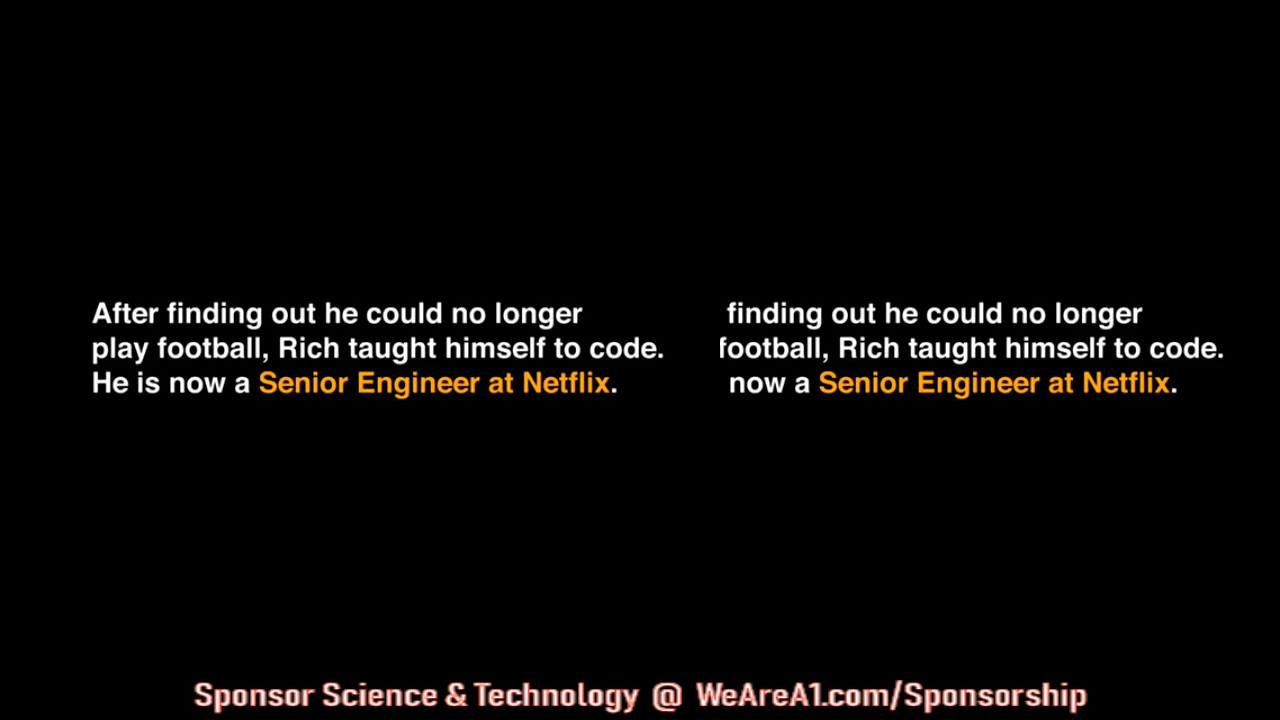 After finding out he could no longer
play football, Rich taught himself to code.
He is now a Senior Engineer at Netflix.
finding out he could no longer
football, Rich taught himself to code.
now a Senior Engineer at Netflix.
Sponsor Science & Technology @ WeAreA1.com/Sponsorship